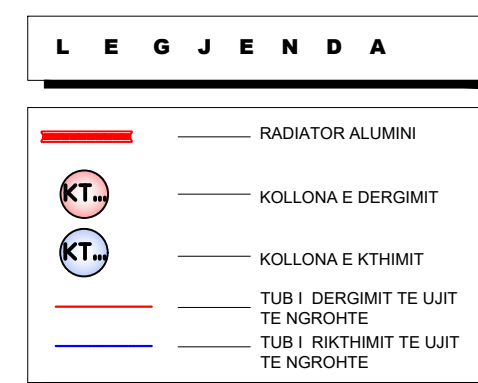 L E G J E N D A
RADIATOR ALUMINI
KT...
KOLLONA E DERGIMIT
KT...
KOLLONA E KTHIMIT
TUB I DERGIMIT TE UJIT
TE NGROHTE
TUB I RIKTHIMIT TE UJIT
TE NGROHTE